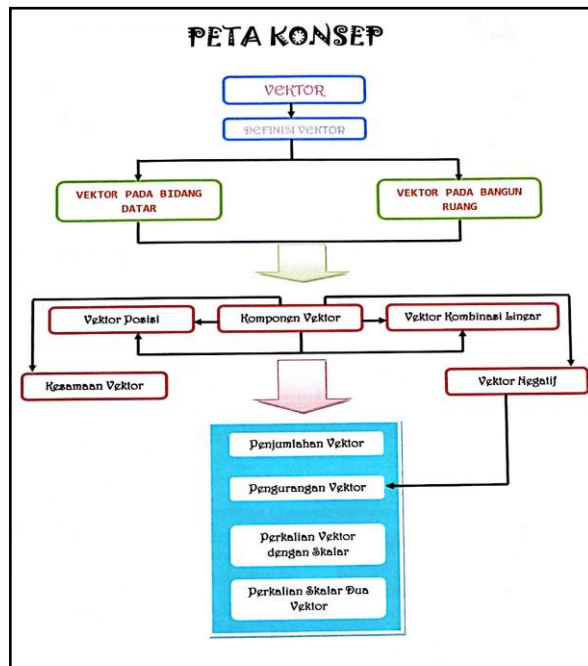 PETA KONSEP
VEKTOR
DEFINISI VEKTOR
VEKTOR PADA BIDANG
DATAR
VEKTOR PADA BANGUN
RUANG
Vektor Posisi
Komponen Vektor
Vektor Kombinasi Linear
Kesamaan Vektor
Vektor Negatif
Penjumlahan Vektor
Pengurangan Vektor
Perkalian Vektor
dengan Skalar
Perkalian Skalar Dua
Vektor